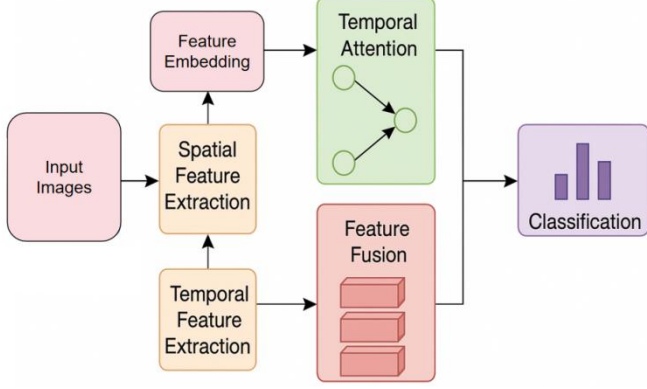 Feature
Embedding
Temporal
Attention
Input
Images
Spatial
Feature
Extraction
Classification
Temporal
Feature
Extraction
Feature
Fusion